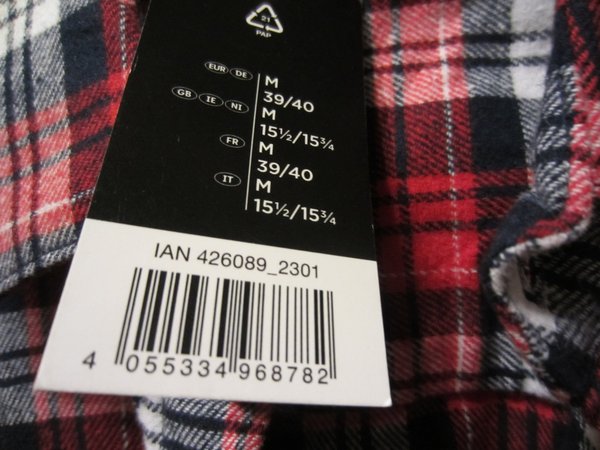 21
PAP
EUR DE M
39/40
GB IE NI M
15½/15¾
FR M
39/40
IT M
15½/15¾
IAN 426089_2301
4 055334 968782